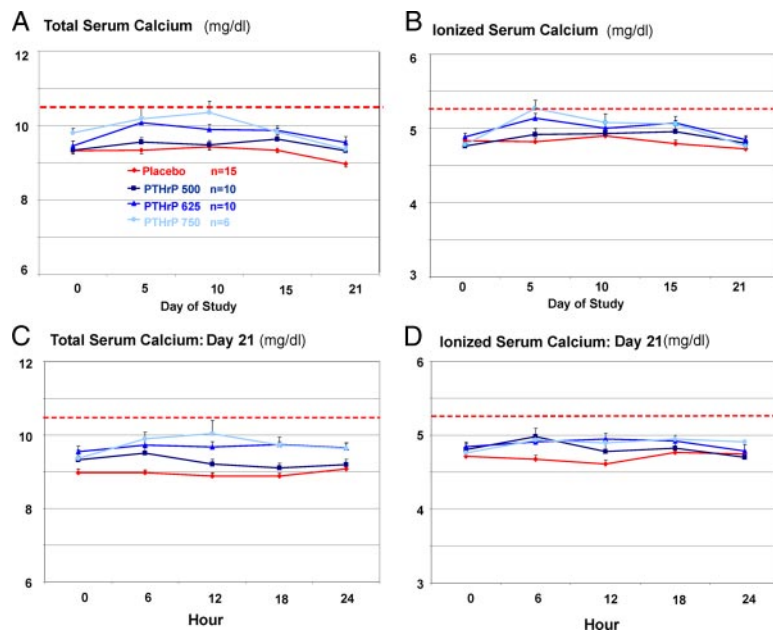 A Total Serum Calcium (mg/dl)
12
10
8
6
Placebo n=15
PTHrP 500 n=10
PTHrP 625 n=10
PTHrP 750 n=6
0 5 10 15 21
Day of Study
B Ionized Serum Calcium (mg/dl)
6
5
4
3
0 5 10 15 21
Day of Study
C Total Serum Calcium: Day 21 (mg/dl)
12
10
8
6
0 6 12 18 24
Hour
D Ionized Serum Calcium: Day 21 (mg/dl)
6
5
4
3
0 6 12 18 24
Hour